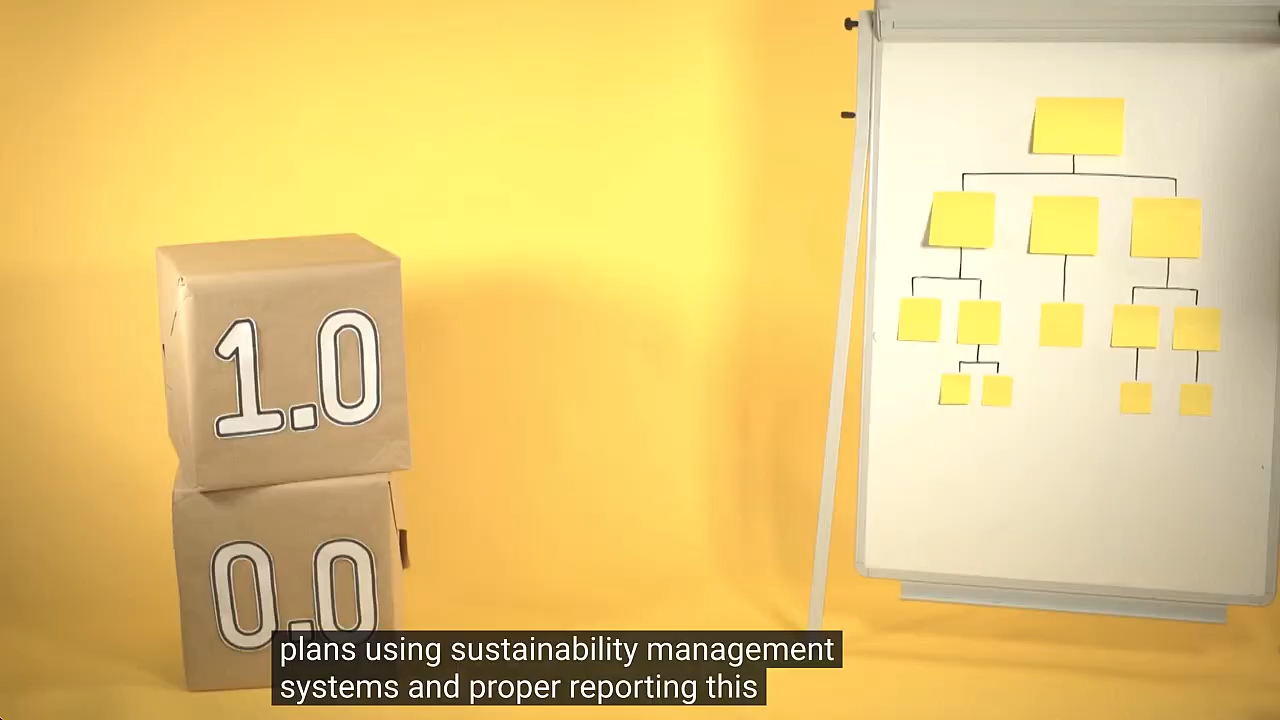 1.0
0.0
plans using sustainability management
systems and proper reporting this